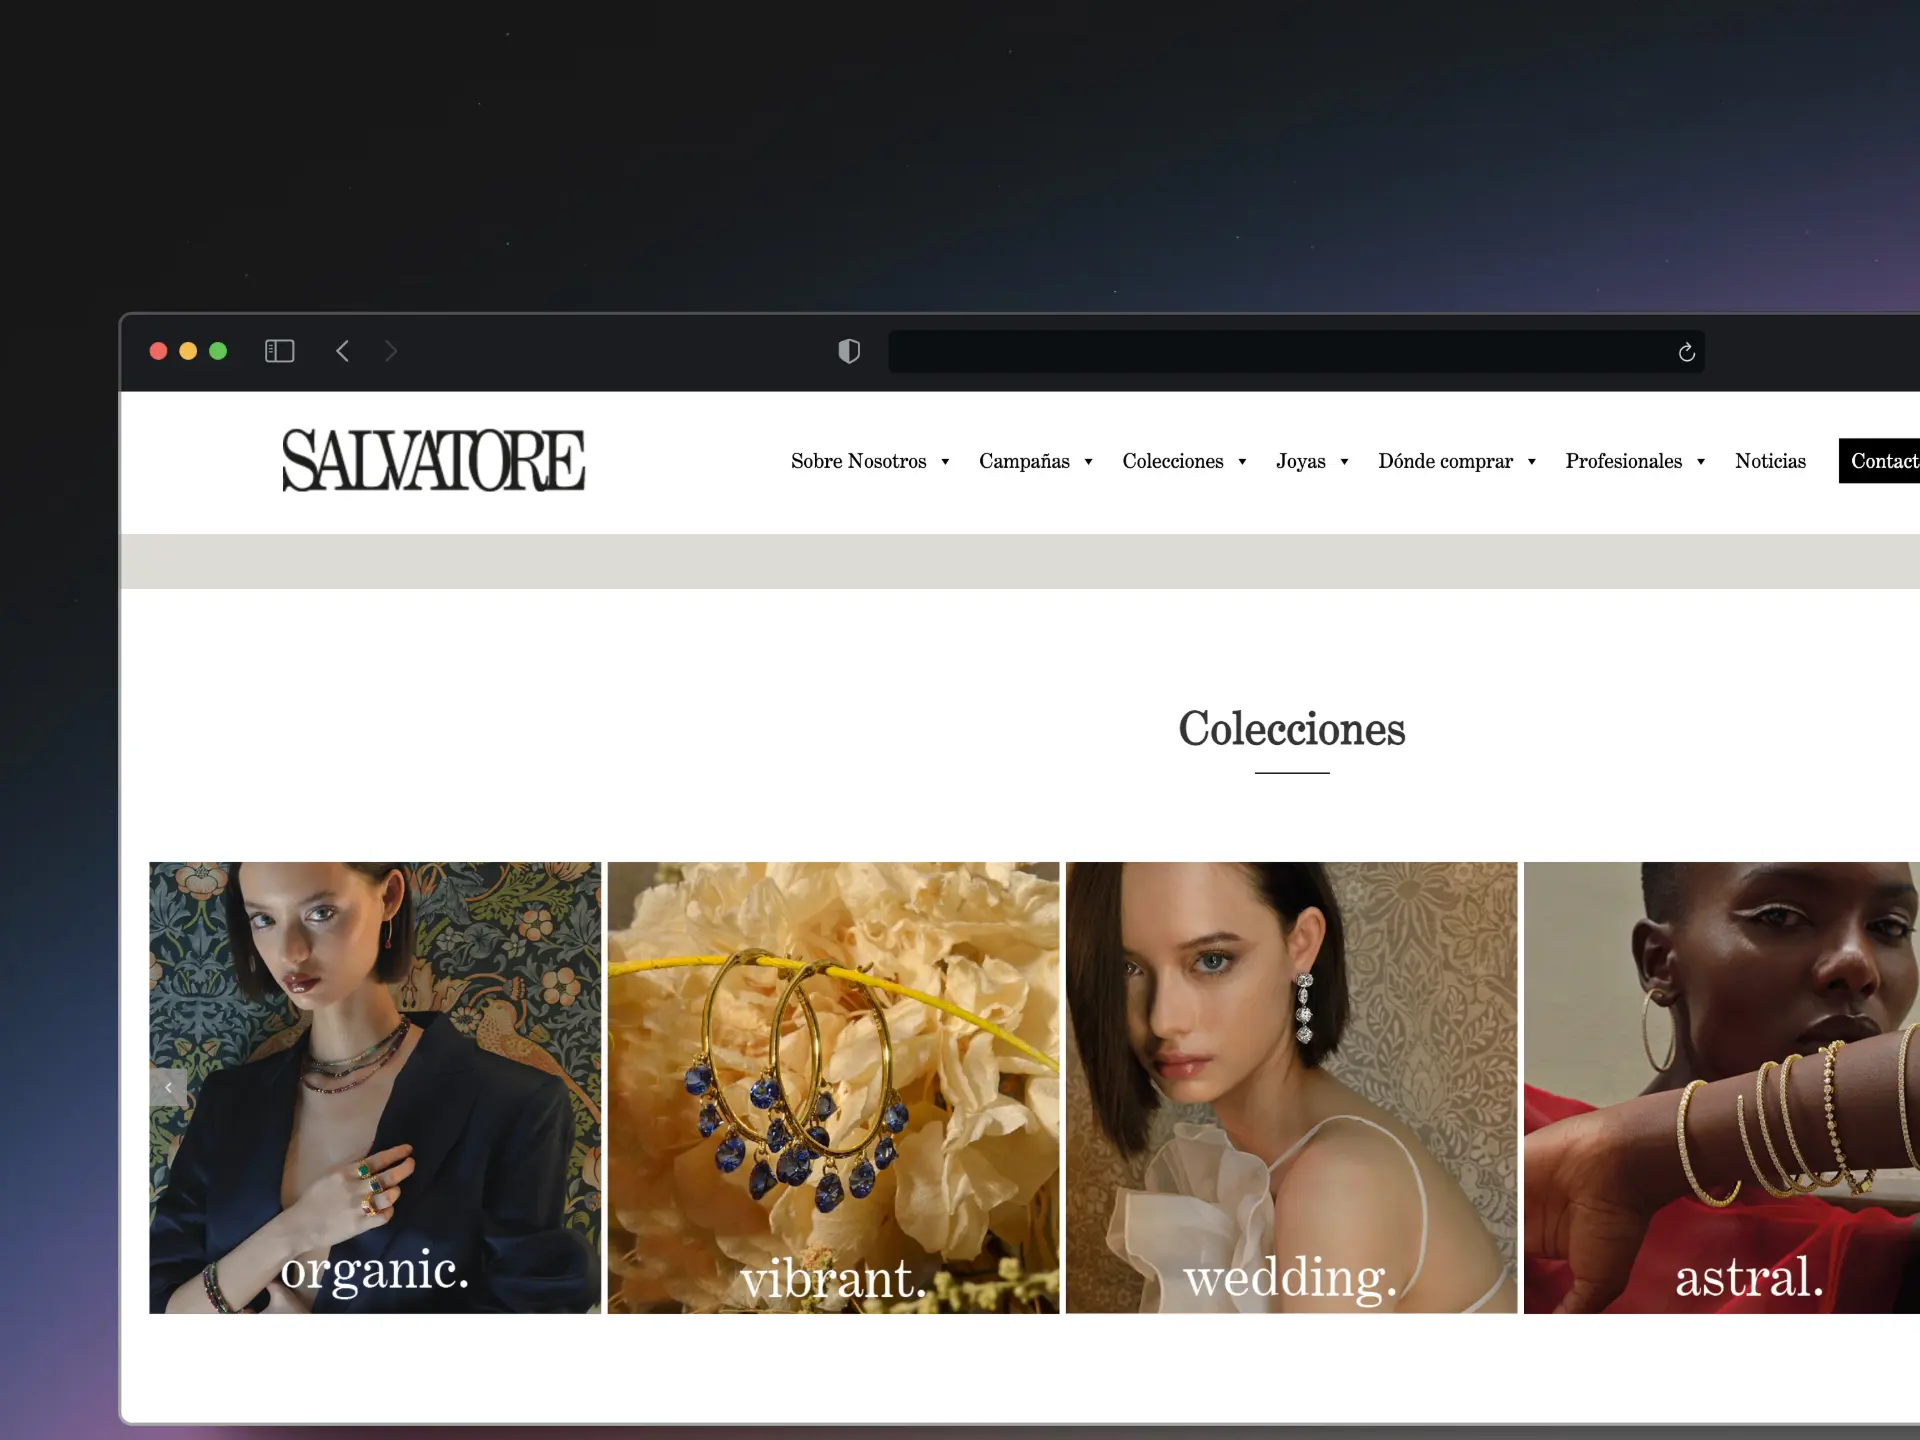 SALVATORE
Sobre Nosotros Campañas Colecciones Joyas Dónde comprar Profesionales Noticias Contact
Colecciones
organic. vibrant. wedding. astral.